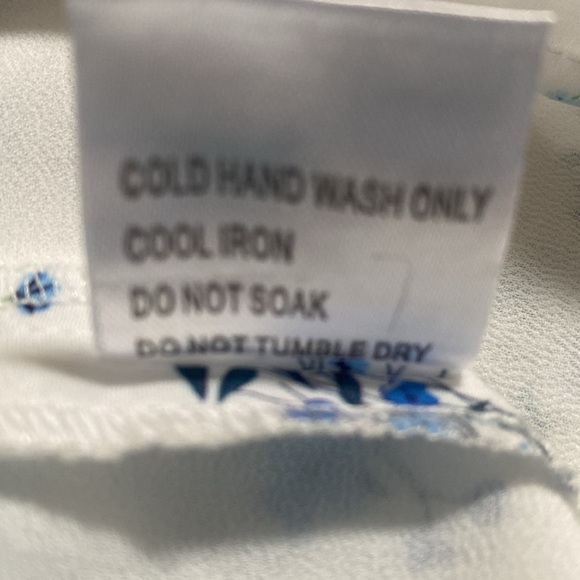 COLD HAND WASH ONLY
COOL IRON
DO NOT SOAK
DO NOT TUMBLE DRY